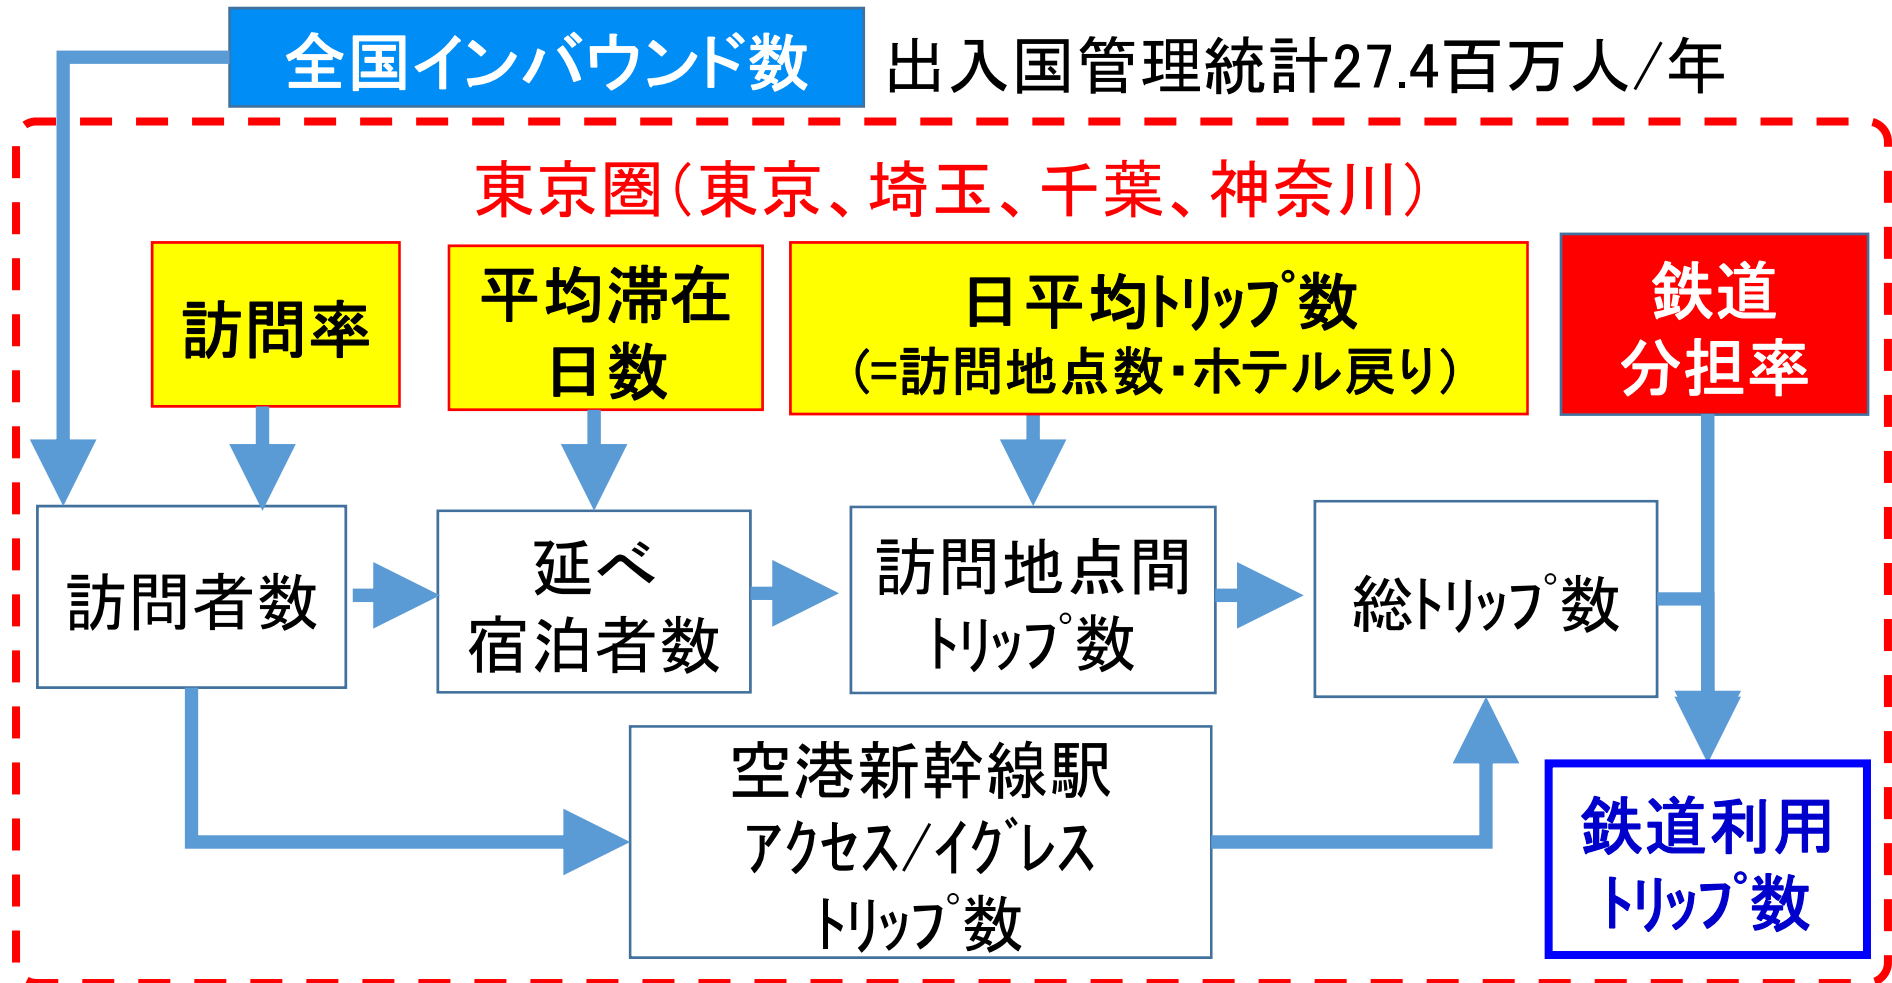 全国インバウンド数
出入国管理統計27.4百万人/年
東京圏(東京、埼玉、千葉、神奈川)
訪問率
平均滞在
日数
日平均トリップ数
(=訪問地点数・ホテル戻り)
鉄道
分担率
訪問者数
延べ
宿泊者数
訪問地点間
トリップ数
総トリップ数
空港新幹線駅
アクセス/イグレス
トリップ数
鉄道利用
トリップ数